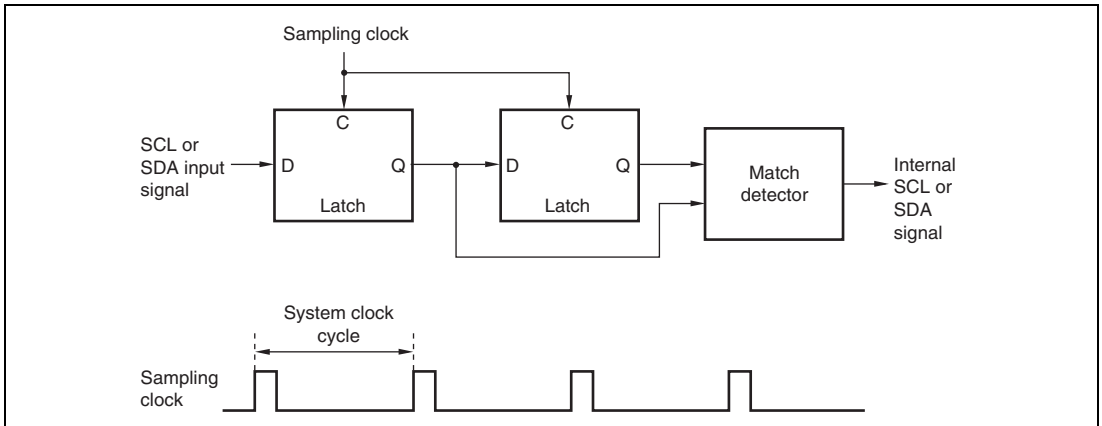 Sampling clock
C
C
SCL or
SDA input
signal
D
Q
D
Q
Latch
Latch
Match
detector
Internal
SCL or
SDA
signal
System clock
cycle
Sampling
clock